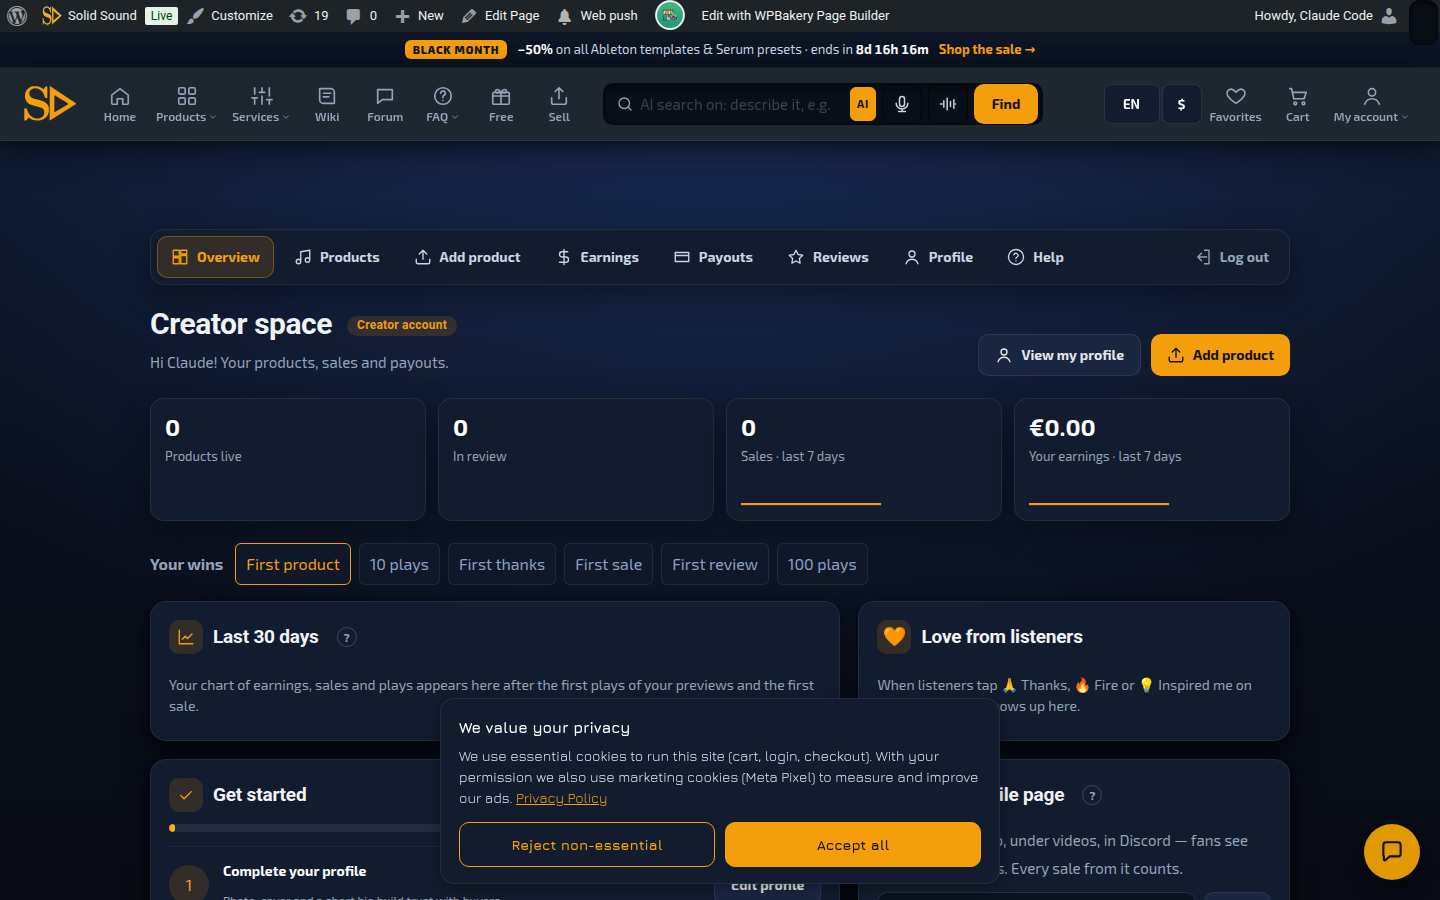 Solid Sound Live Customize 19 0 New Edit Page Web push Edit with WPBakery Page Builder Howdy, Claude Code
BLACK MONTH −50% on all Ableton templates & Serum presets · ends in 8d 16h 16m Shop the sale →
Home Products Services Wiki Forum FAQ Free Sell AI search on: describe it, e.g. AI Find EN $ Favorites Cart My account
Overview Products Add product Earnings Payouts Reviews Profile Help Log out
Creator space Creator account
Hi Claude! Your products, sales and payouts.
View my profile Add product
0 0 0 €0.00
Products live In review Sales · last 7 days Your earnings · last 7 days
Your wins First product 10 plays First thanks First sale First review 100 plays
Last 30 days ?
Your chart of earnings, sales and plays appears here after the first plays of your previews and the first
sale.
Love from listeners
When listeners tap 🙏 Thanks, 🔥 Fire or 💡 Inspired me on
ows up here.
We value your privacy
We use essential cookies to run this site (cart, login, checkout). With your
permission we also use marketing cookies (Meta Pixel) to measure and improve
our ads. Privacy Policy
Reject non-essential Accept all
Get started
1 Complete your profile
Edit profile
ile page ?
, under videos, in Discord — fans see
s. Every sale from it counts.